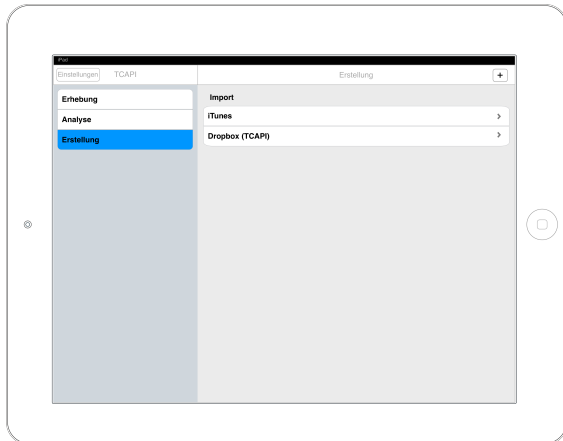 iPad
Einstellungen TCAPI Erstellung +
Erhebung
Analyse
Erstellung
Import
iTunes
Dropbox (TCAPI)